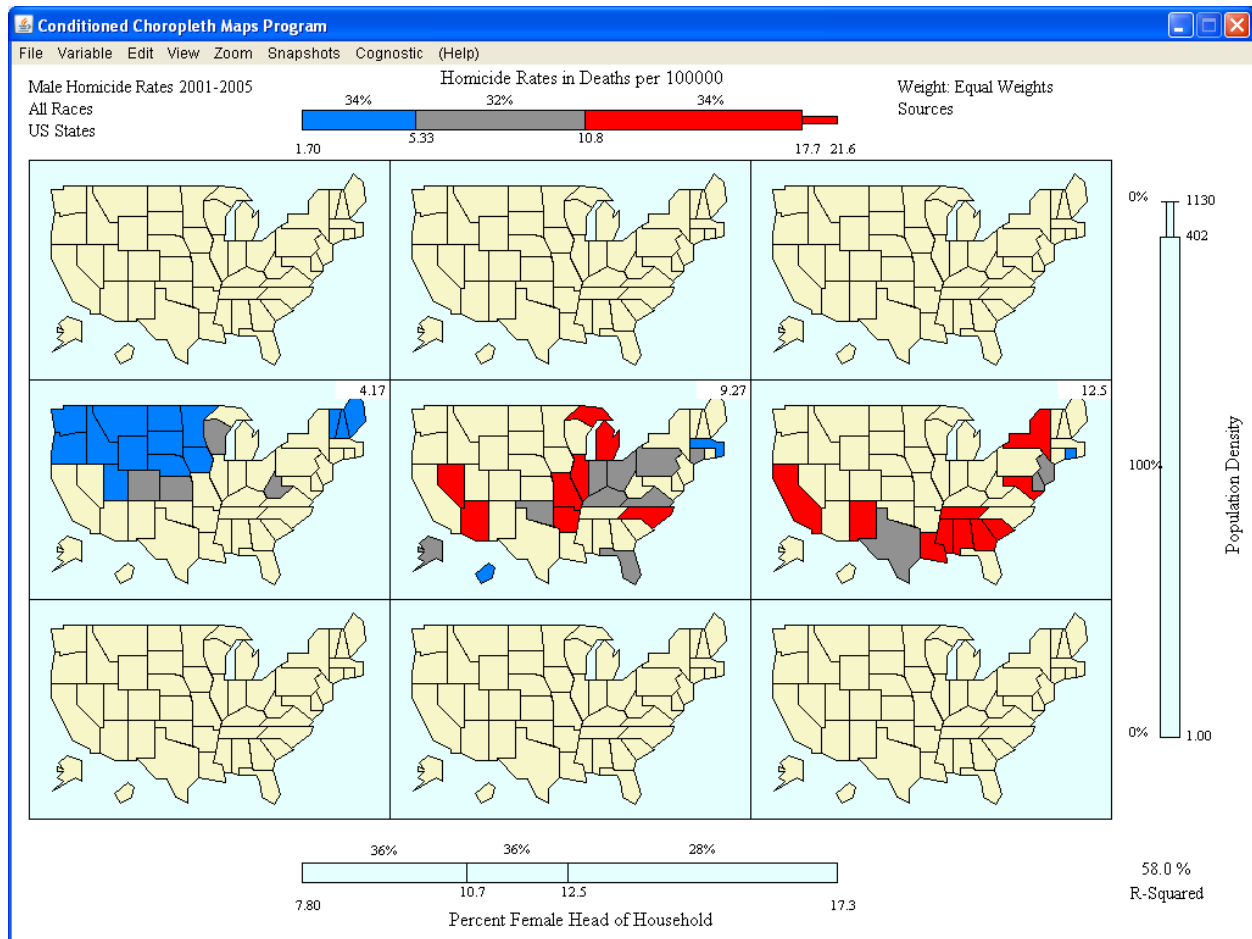 Conditioned Choropleth Maps Program
File Variable Edit View Zoom Snapshots Cognostic (Help)
Male Homicide Rates 2001-2005
All Races
US States
Homicide Rates in Deaths per 100000
34% 32% 34%
5.33 10.8
1.70 17.7 21.6
Weight: Equal Weights
Sources
0% 1130
402
4.17 9.27 12.5
100%
Population Density
0% 1.00
36% 36% 28%
10.7 12.5
7.80 17.3
Percent Female Head of Household
58.0 %
R-Squared